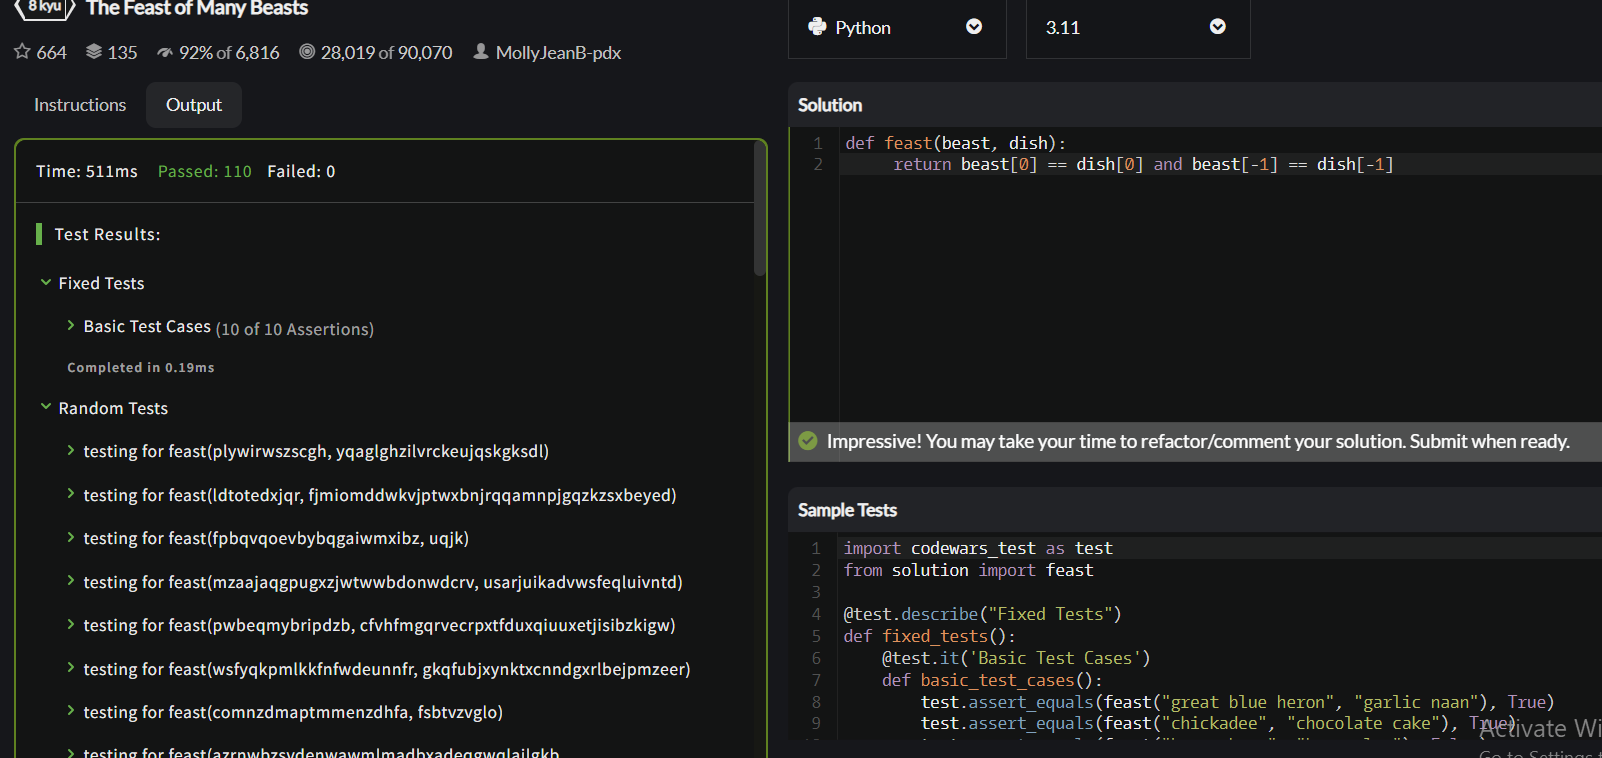 8 kyu The Feast of Many Beasts
664 135 92% of 6,816 28,019 of 90,070 MollyJeanB-pdx
Instructions Output
Time: 511ms Passed: 110 Failed: 0
Test Results:
Fixed Tests
Basic Test Cases (10 of 10 Assertions)
Completed in 0.19ms
Random Tests
testing for feast(plywirwszscgh, yqaglghzilvrckeujqskgksdl)
testing for feast(ldtotedxjqr, fjmiomddwkvjptwxbnjrqqamnpjgqzkzsxbeyed)
testing for feast(fpbqvqoevbybqgaiwmxibz, uqjk)
testing for feast(mzaajaqgpugxzjwtwwbdonwdcrv, usarjuikadvwsfeqluivntd)
testing for feast(pwbeqmybripdzb, cfvhfmgqrvecrpxtfduxqiuuxetjisibzkigw)
testing for feast(wsfyqkpmlkkfnfwdeunnfr, gkqfubjxynktxcnndgxrlbejpmzeer)
testing for feast(comnzdmaptmmenzdhfa, fsbtvzvglo)
testing for
Python 3.11
Solution
1 def feast(beast, dish):
2 return beast[0] == dish[0] and beast[-1] == dish[-1]
Impressive! You may take your time to refactor/comment your solution. Submit when ready.
Sample Tests
1 import codewars_test as test
2 from solution import feast
3
4 @test.describe("Fixed Tests")
5 def fixed_tests():
6 @test.it('Basic Test Cases')
7 def basic_test_cases():
8 test.assert_equals(feast("great blue heron", "garlic naan"), True)
9 test.assert_equals(feast("chickadee", "chocolate cake"), True)
Activate Wi
Go to Settings